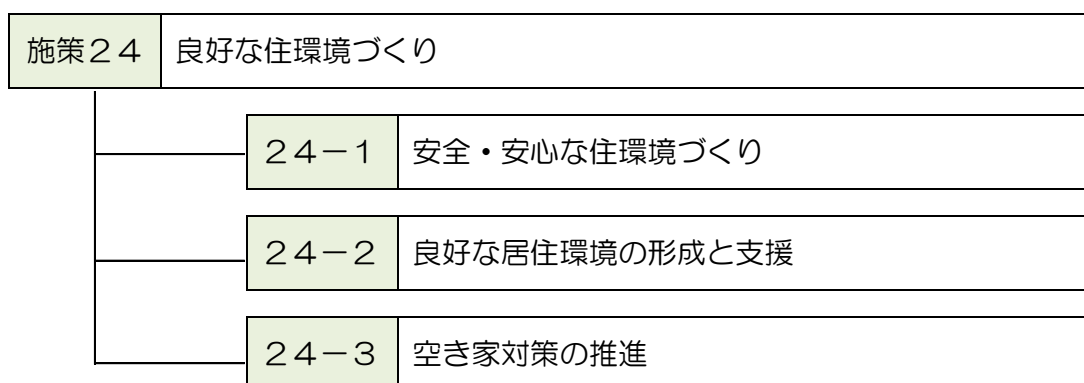 施策２４ 良好な住環境づくり
２４－１ 安全・安心な住環境づくり
２４－２ 良好な居住環境の形成と支援
２４－３ 空き家対策の推進